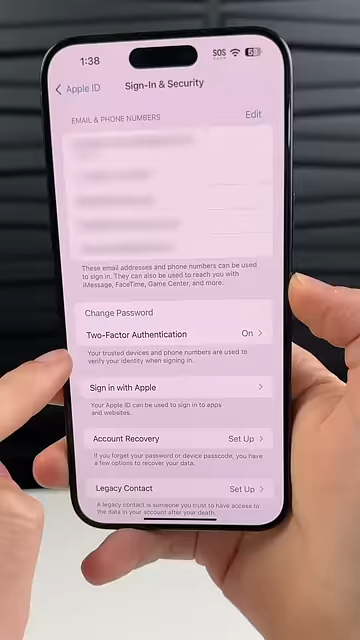 1:38
SOS
Apple ID
Sign-In & Security
EMAIL & PHONE NUMBERS
Edit
These email addresses and phone numbers can be used
to sign in. They can also be used to reach you with
iMessage, FaceTime, Game Center, and more.
Change Password
Two-Factor Authentication
On
Your trusted devices and phone numbers are used to
verify your identity when signing in.
Sign in with Apple
Your Apple ID can be used to sign in to apps
and websites.
Account Recovery
Set Up
If you forget your password or device passcode, you have
a few options to recover your data.
Legacy Contact
Set Up
A legacy contact is someone you trust to have access to
the data in your account after your death.